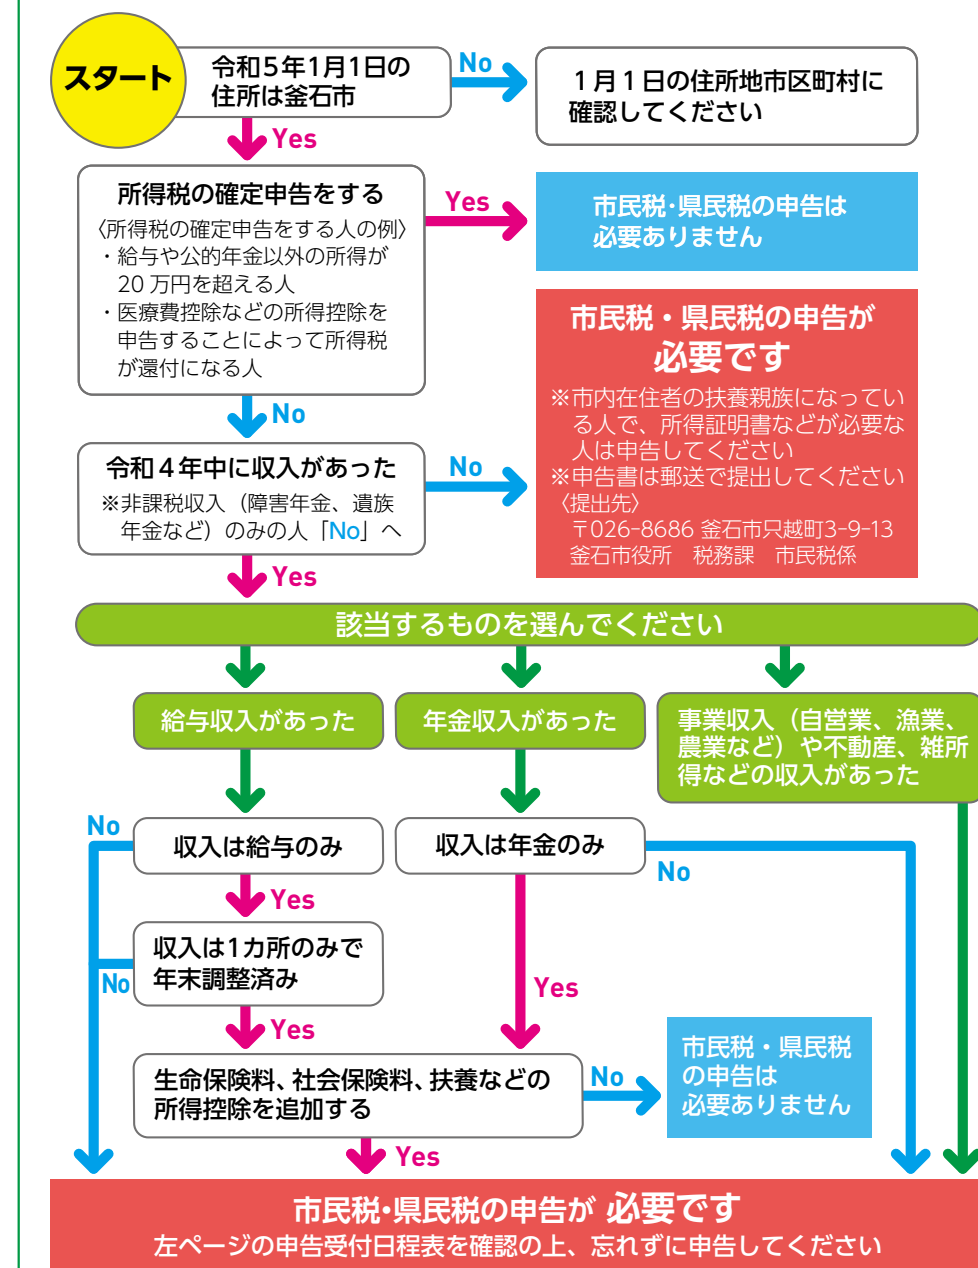 スタート
令和5年1月1日の
住所は釜石市
No
１月１日の住所地市区町村に
確認してください
Yes
所得税の確定申告をする
〈所得税の確定申告をする人の例〉
・給与や公的年金以外の所得が
20 万円を超える人
・医療費控除などの所得控除を
申告することによって所得税
が還付になる人
Yes
市民税･県民税の申告は
必要ありません
No
市民税・県民税の申告が
必要です
※市内在住者の扶養親族になってい
る人で、所得証明書などが必要な
人は申告してください
※申告書は郵送で提出してください
〈提出先〉
〒026-8686 釜石市只越町3-9-13
釜石市役所　税務課　市民税係
令和４年中に収入があった
※非課税収入（障害年金、遺族
年金など）のみの人「No」へ
No
Yes
該当するものを選んでください
給与収入があった
年金収入があった
事業収入（自営業、漁業、
農業など）や不動産、雑所
得などの収入があった
No
収入は給与のみ
収入は年金のみ
No
Yes
収入は1カ所のみで
年末調整済み
No
Yes
Yes
生命保険料、社会保険料、扶養などの
所得控除を追加する
No
市民税・県民税
の申告は
必要ありません
Yes
市民税･県民税の申告が 必要です
左ページの申告受付日程表を確認の上、忘れずに申告してください